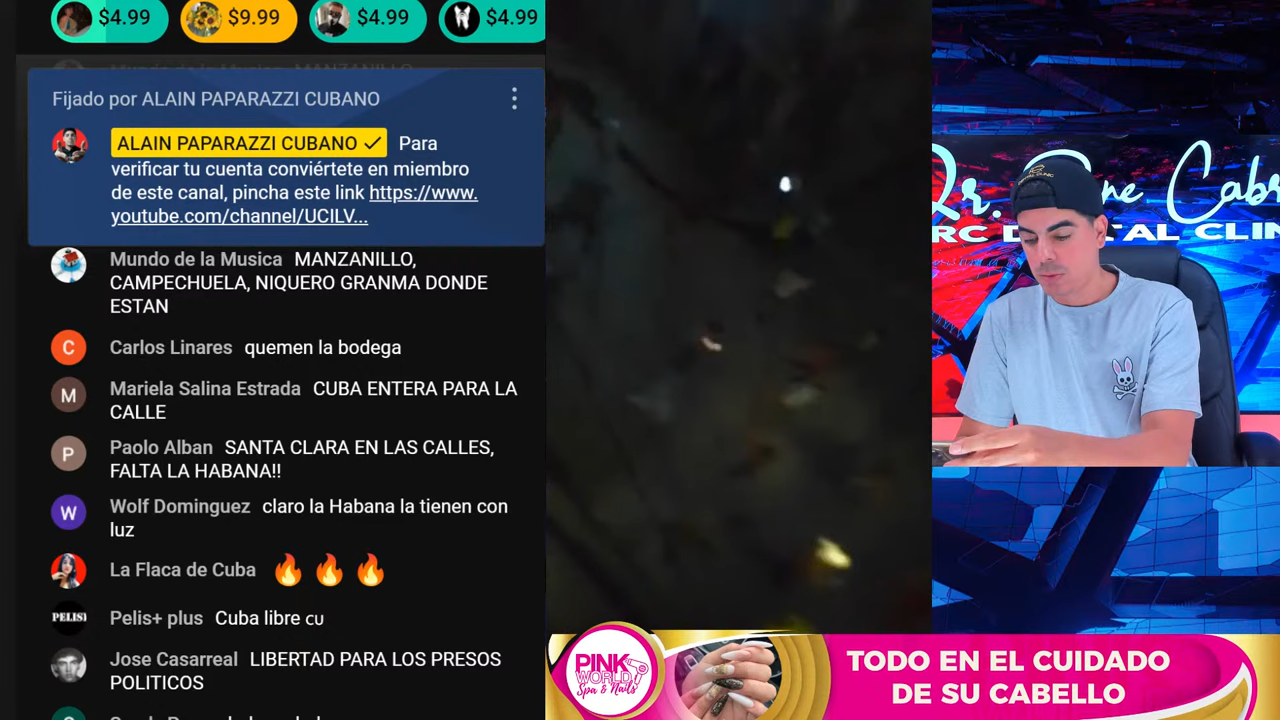 $4.99
$9.99
$4.99
$4.99
Fijado por ALAIN PAPARAZZI CUBANO
ALAIN PAPARAZZI CUBANO Para
verificar tu cuenta conviértete en miembro
de este canal, pincha este link https://www.
youtube.com/channel/UCILV...
Mundo de la Musica MANZANILLO,
CAMPECHUELA, NIQUERO GRANMA DONDE
ESTAN
C
Carlos Linares quemen la bodega
M
Mariela Salina Estrada CUBA ENTERA PARA LA
CALLE
P
Paolo Alban SANTA CLARA EN LAS CALLES,
FALTA LA HABANA!!
W
Wolf Dominguez claro la Habana la tienen con
luz
La Flaca de Cuba 🔥 🔥 🔥
PELIS
Pelis+ plus Cuba libre CU
Jose Casarreal LIBERTAD PARA LOS PRESOS
POLITICOS
PINK
WORLD
Spa & Nails
TODO EN EL CUIDADO
DE SU CABELLO